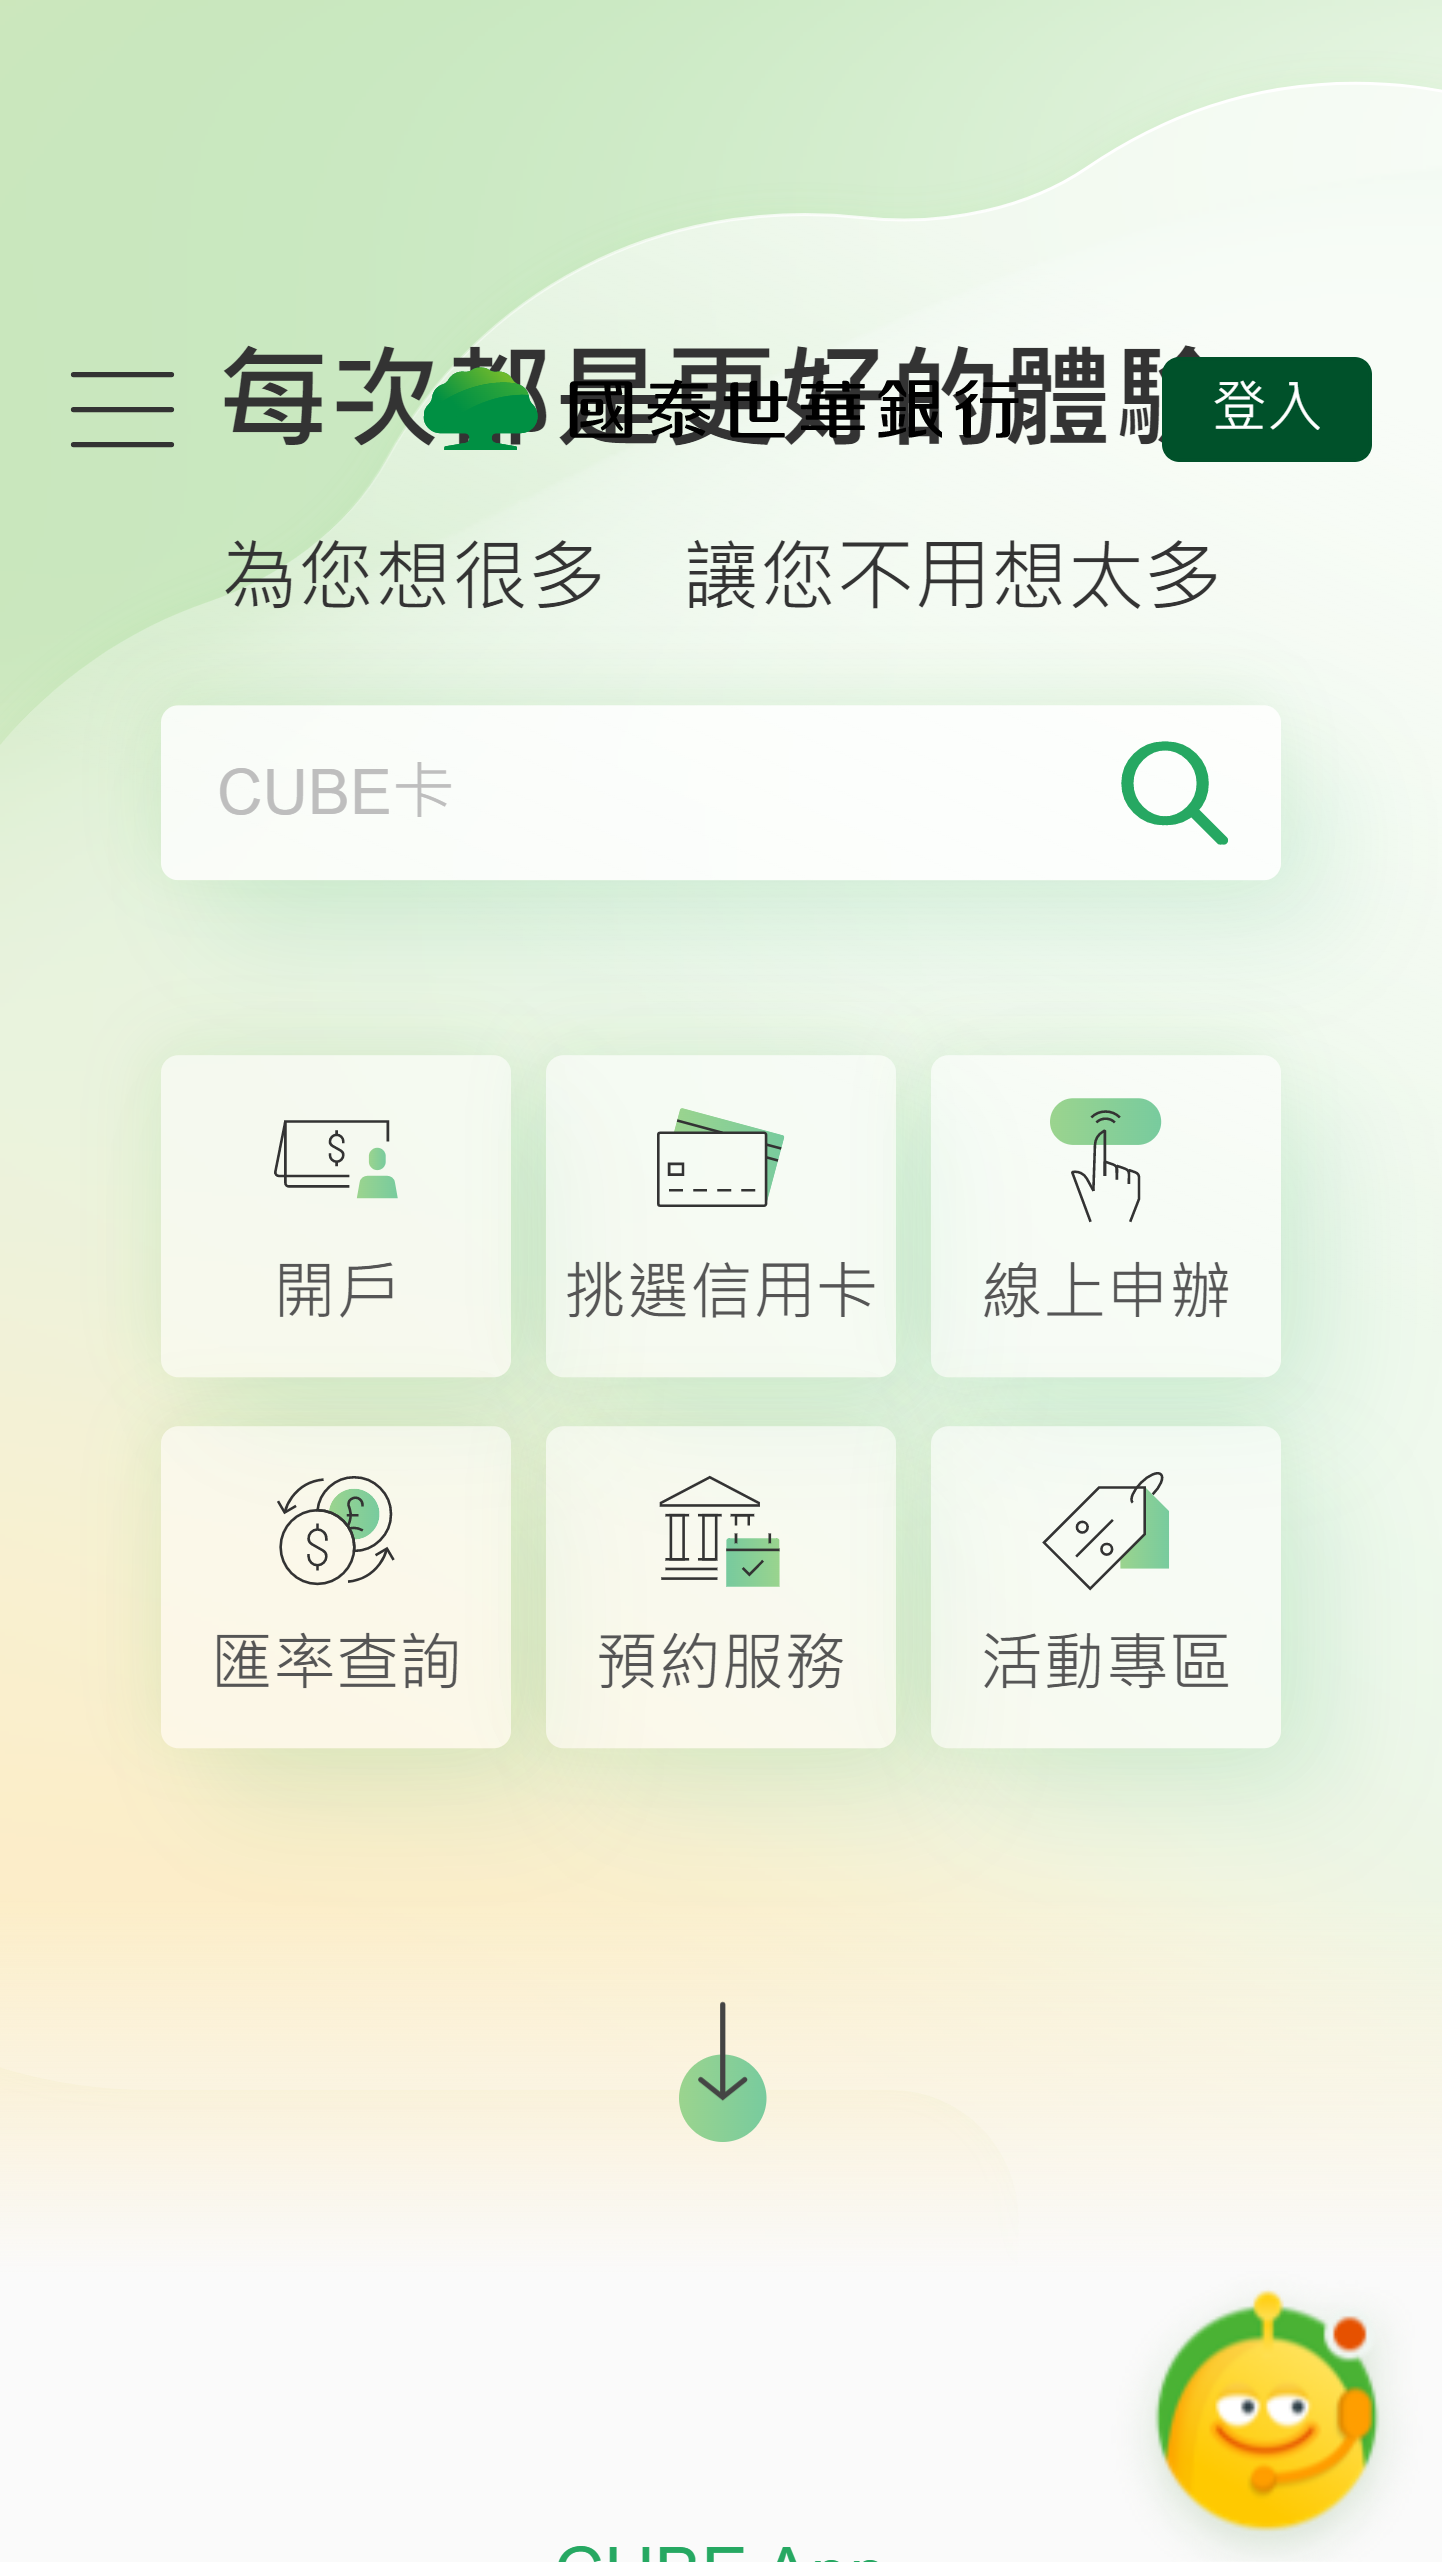 每次都是更好的體驗
國泰世華銀行
登入
為您想很多 讓您不用想太多
CUBE卡
開戶
挑選信用卡
線上申辦
匯率查詢
預約服務
活動專區
CUBE App